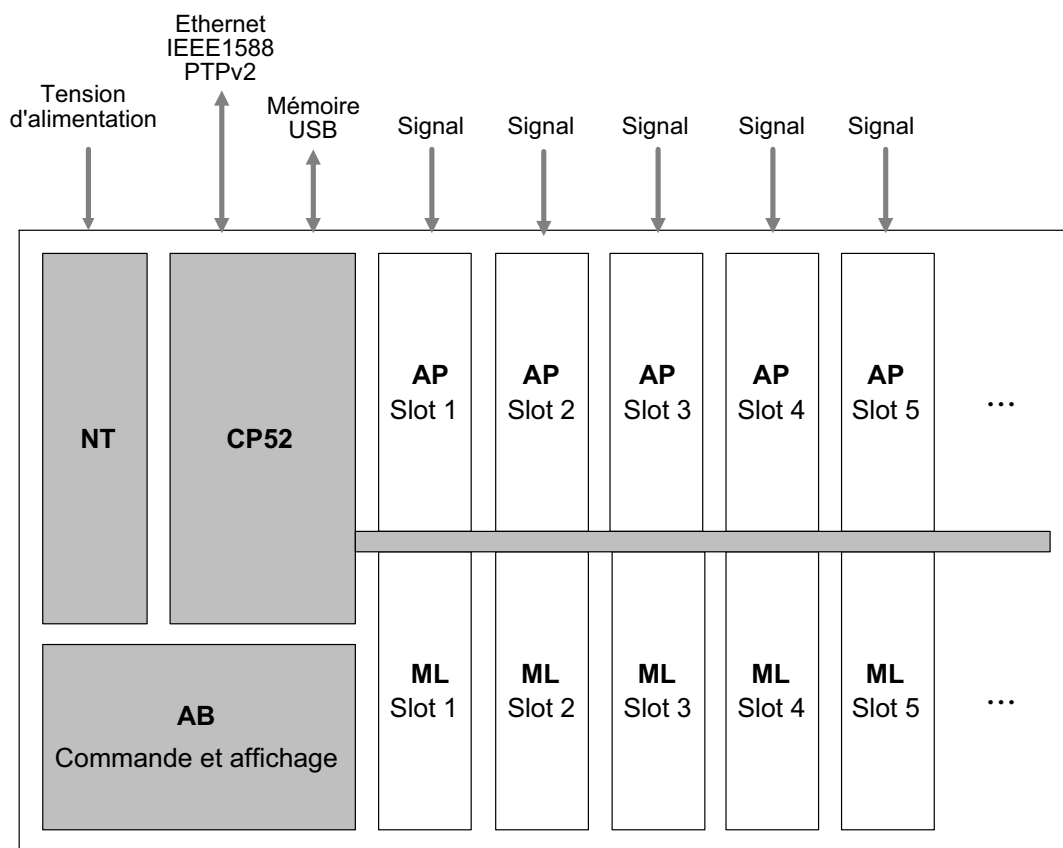 Ethernet
IEEE1588
PTPv2
Tension
d'alimentation
Mémoire
USB
Signal
Signal
Signal
Signal
Signal
NT
CP52
AP
Slot 1
AP
Slot 2
AP
Slot 3
AP
Slot 4
AP
Slot 5
...
AB
Commande et affichage
ML
Slot 1
ML
Slot 2
ML
Slot 3
ML
Slot 4
ML
Slot 5
...